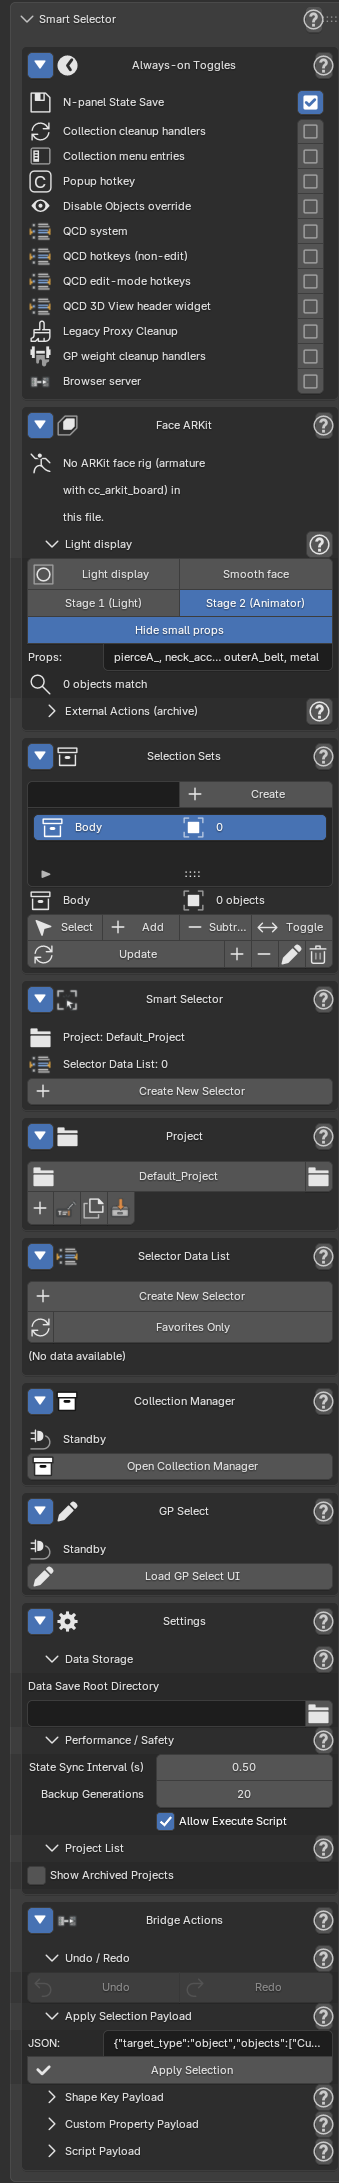 Smart Selector
Always-on Toggles
N-panel State Save
Collection cleanup handlers
Collection menu entries
Popup hotkey
Disable Objects override
QCD system
QCD hotkeys (non-edit)
QCD edit-mode hotkeys
QCD 3D View header widget
Legacy Proxy Cleanup
GP weight cleanup handlers
Browser server
Face ARKit
No ARKit face rig (armature
with cc_arkit_board) in
this file.
Light display
Light display Smooth face
Stage 1 (Light) Stage 2 (Animator)
Hide small props
Props: pierceA_, neck_acc... outerA_belt, metal
0 objects match
External Actions (archive)
Selection Sets
Create
Body 0
Body 0 objects
Select Add Subtr... Toggle
Update
Smart Selector
Project: Default_Project
Selector Data List: 0
Create New Selector
Project
Default_Project
Selector Data List
Create New Selector
Favorites Only
(No data available)
Collection Manager
Standby
Open Collection Manager
GP Select
Standby
Load GP Select UI
Settings
Data Storage
Data Save Root Directory
Performance / Safety
State Sync Interval (s) 0.50
Backup Generations 20
Allow Execute Script
Project List
Show Archived Projects
Bridge Actions
Undo / Redo
Undo Redo
Apply Selection Payload
JSON: {"target_type":"object","objects":["Cu...
Apply Selection
Shape Key Payload
Custom Property Payload
Script Payload